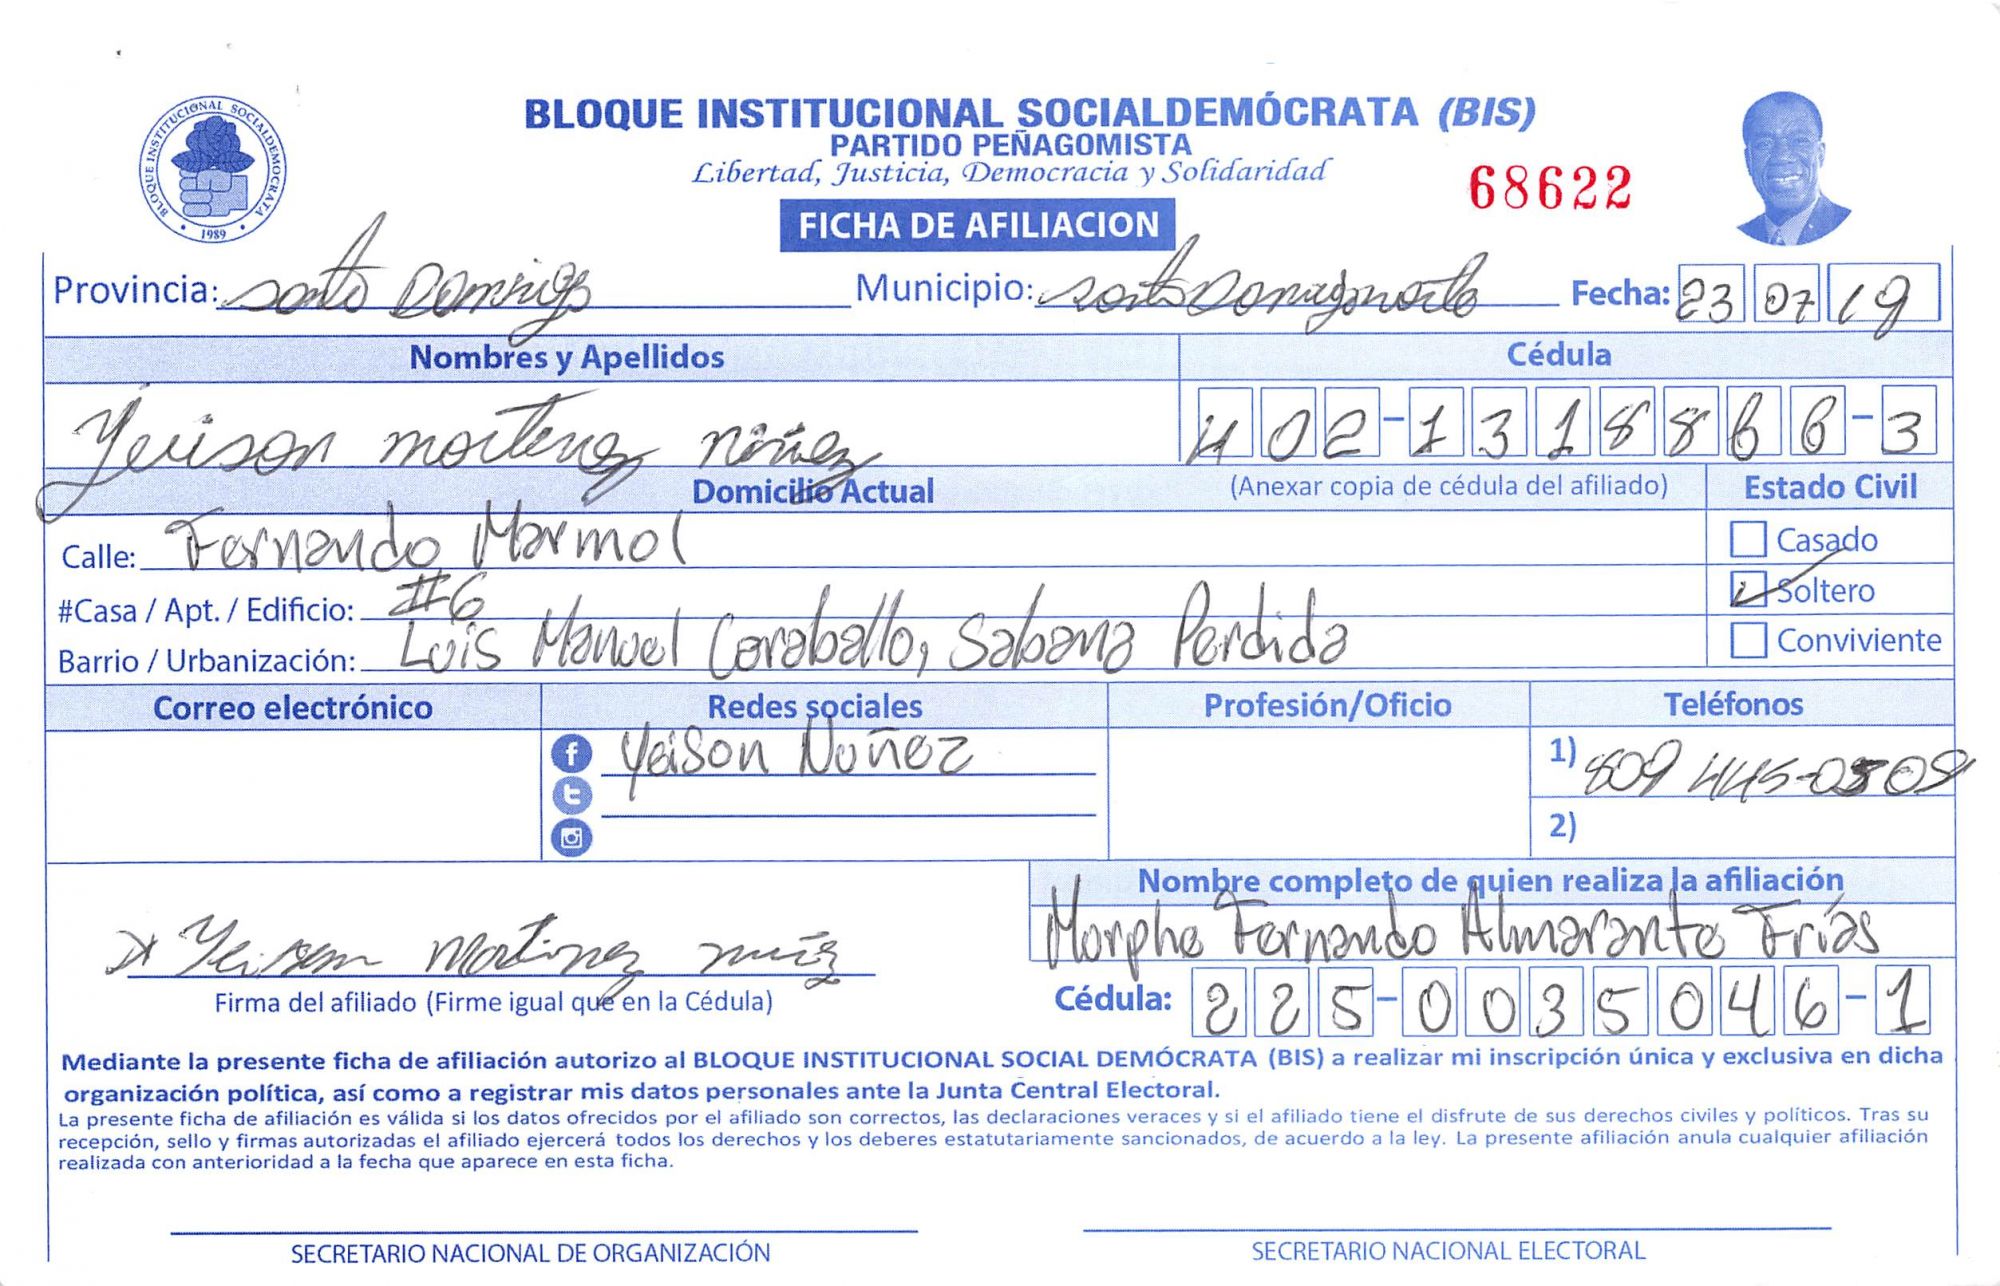 BLOQUE INSTITUCIONAL SOCIALDEMOCRATA
1989
BLOQUE INSTITUCIONAL SOCIALDEMÓCRATA (BIS)
PARTIDO PEÑAGOMISTA
Libertad, Justicia, Democracia y Solidaridad
68622
FICHA DE AFILIACION
Provincia: Santo Domingo Municipio: Santo Domingo norte Fecha: 23 07 19
Nombres y Apellidos Cédula
Yeison Martinez Núñez 402-1318866-3
Domicilio Actual (Anexar copia de cédula del afiliado) Estado Civil
Calle: Fernando Marmol Casado
#Casa / Apt. / Edificio: #6 Soltero
Barrio / Urbanización: Luis Manuel Caraballo, Sabana Perdida Conviviente
Correo electrónico Redes sociales Profesión/Oficio Teléfonos
Yeison Nuñez 1) 809 445-0509
2)
Nombre completo de quien realiza la afiliación
Morphe Fernando Almarante Frías
Yeison Martinez
Firma del afiliado (Firme igual que en la Cédula) Cédula: 225-0035046-1
Mediante la presente ficha de afiliación autorizo al BLOQUE INSTITUCIONAL SOCIAL DEMÓCRATA (BIS) a realizar mi inscripción única y exclusiva en dicha
organización política, así como a registrar mis datos personales ante la Junta Central Electoral.
La presente ficha de afiliación es válida si los datos ofrecidos por el afiliado son correctos, las declaraciones veraces y si el afiliado tiene el disfrute de sus derechos civiles y políticos. Tras su
recepción, sello y firmas autorizadas el afiliado ejercerá todos los derechos y los deberes estatutariamente sancionados, de acuerdo a la ley. La presente afiliación anula cualquier afiliación
realizada con anterioridad a la fecha que aparece en esta ficha.
SECRETARIO NACIONAL DE ORGANIZACIÓN SECRETARIO NACIONAL ELECTORAL